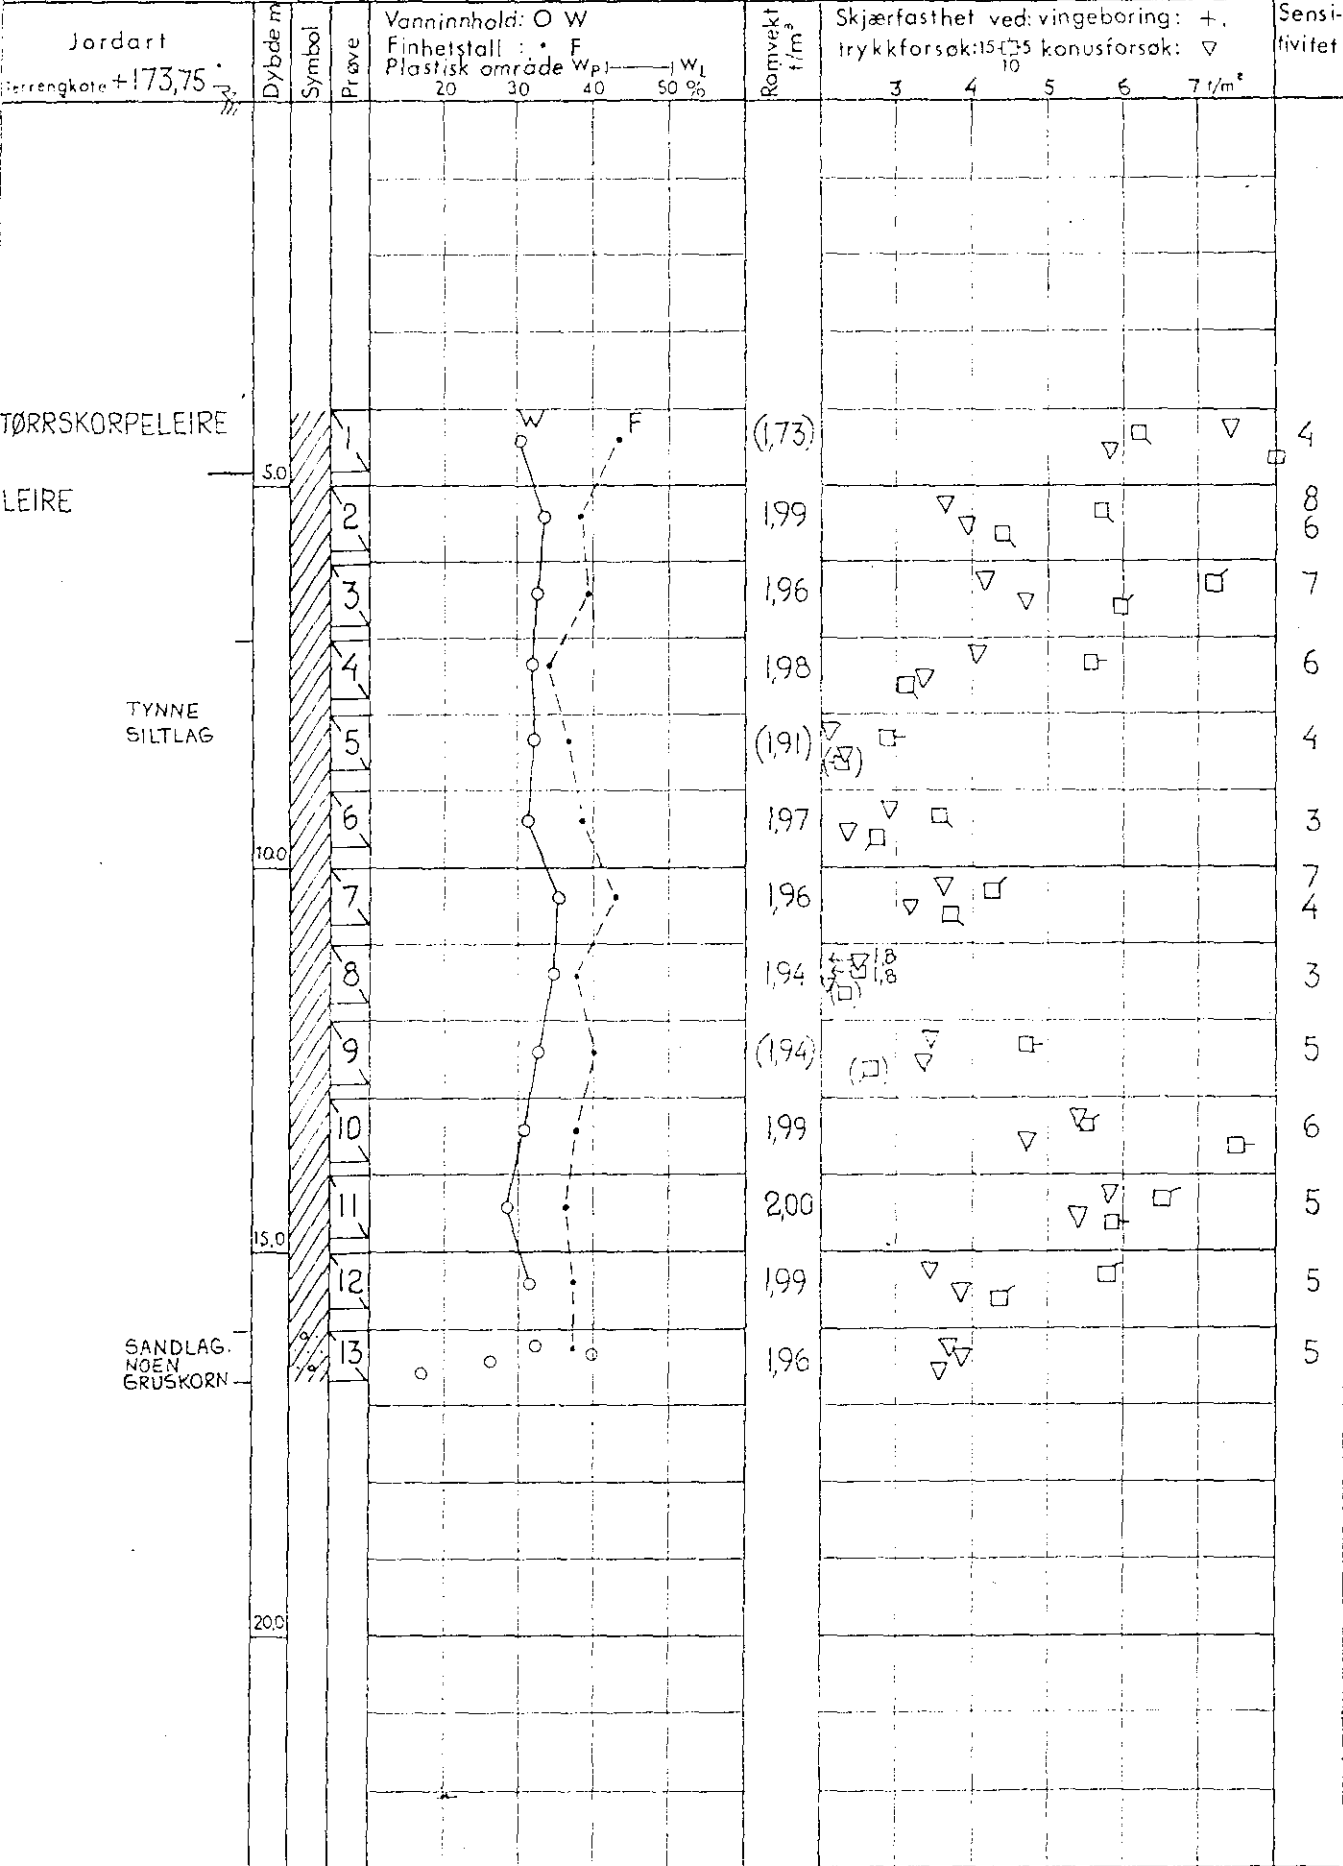 Jordart
Terrengkote +173,75
Dybde m
Symbol
Prøve
Vanninnhold: O W
Finhetstall : • F
Plastisk område Wp WL
20 30 40 50 %
Romvekt t/m³
Skjærfasthet ved: vingeboring: +,
trykkforsøk: 15 5 konusforsøk: ▽
10
3 4 5 6 7 t/m²
Sensi-
tivitet
W F
TØRRSKORPELEIRE 1 (1,73) 4
5.0
LEIRE 2 1,99 8
6
3 1,96 7
4 1,98 6
TYNNE
SILTLAG 5 (1,91) 4
6 1,97 3
10.0
7 1,96 7
4
8 1,94 1,8 3
1,8
9 (1,94) 5
10 1,99 6
11 2,00 5
15,0
12 1,99 5
SANDLAG. 13 1,96 5
NOEN
GRUSKORN
20.0